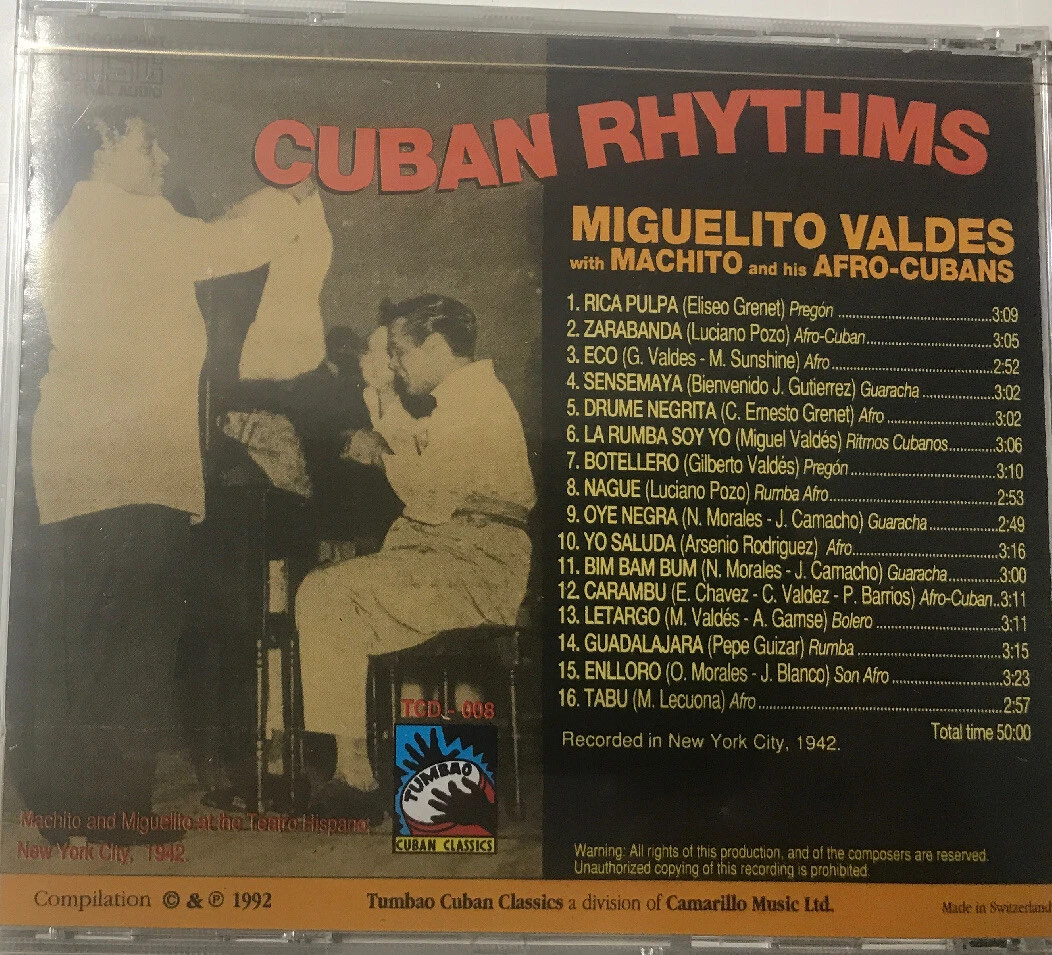 CUBAN RHYTHMS
MIGUELITO VALDES
with MACHITO and his AFRO-CUBANS
1. RICA PULPA (Eliseo Grenet) Pregón ....................................3:09
2. ZARABANDA (Luciano Pozo) Afro-Cuban.............................3:05
3. ECO (G. Valdes - M. Sunshine) Afro.....................................2:52
4. SENSEMAYA (Bienvenido J. Gutierrez) Guaracha .................3:02
5. DRUME NEGRITA (C. Ernesto Grenet) Afro .........................3:02
6. LA RUMBA SOY YO (Miguel Valdés) Ritmos Cubanos...........3:06
7. BOTELLERO (Gilberto Valdés) Pregón .................................3:10
8. NAGUE (Luciano Pozo) Rumba Afro......................................2:53
9. OYE NEGRA (N. Morales - J. Camacho) Guaracha................2:49
10. YO SALUDA (Arsenio Rodriguez) Afro.................................3:16
11. BIM BAM BUM (N. Morales - J. Camacho) Guaracha............3:00
12. CARAMBU (E. Chavez - C. Valdez - P. Barrios) Afro-Cuban..3:11
13. LETARGO (M. Valdés - A. Gamse) Bolero ............................3:11
14. GUADALAJARA (Pepe Guizar) Rumba .................................3:15
15. ENLLORO (O. Morales - J. Blanco) Son Afro ........................3:23
16. TABU (M. Lecuona) Afro.......................................................2:57
Total time 50:00
Recorded in New York City, 1942.
TCD - 008
TUMBAO
CUBAN CLASSICS
Machito and Miguelito at the Teatro Hispano,
New York City, 1942.
Warning: All rights of this production, and of the composers are reserved.
Unauthorized copying of this recording is prohibited.
Compilation © & ℗ 1992
Tumbao Cuban Classics a division of Camarillo Music Ltd.
Made in Switzerland